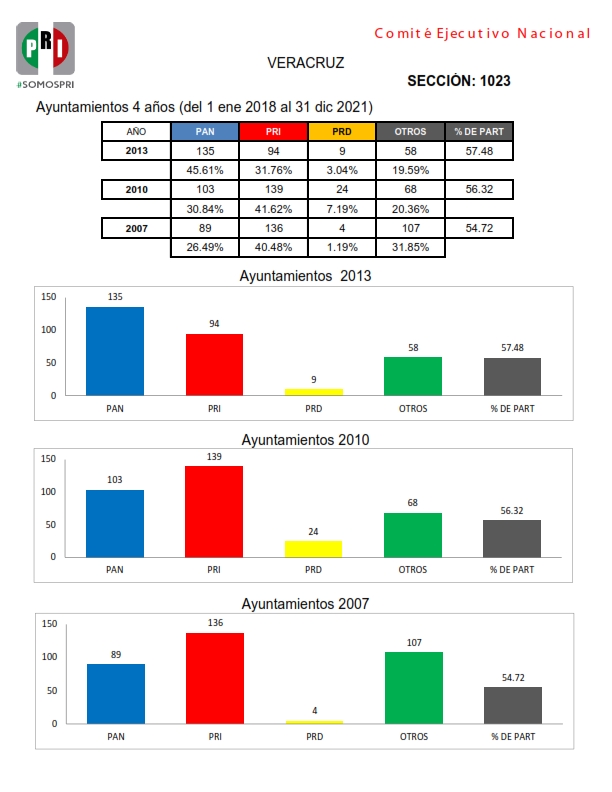 Comité Ejecutivo Nacional
PRI
#SOMOSPRI
VERACRUZ
SECCIÓN: 1023
Ayuntamientos 4 años (del 1 ene 2018 al 31 dic 2021)
AÑO PAN PRI PRD OTROS % DE PART
2013 135 94 9 58 57.48
45.61% 31.76% 3.04% 19.59%
2010 103 139 24 68 56.32
30.84% 41.62% 7.19% 20.36%
2007 89 136 4 107 54.72
26.49% 40.48% 1.19% 31.85%
Ayuntamientos 2013
150
100
50
0
135
94
9
58
57.48
PAN PRI PRD OTROS % DE PART
Ayuntamientos 2010
150
100
50
0
103
139
24
68
56.32
PAN PRI PRD OTROS % DE PART
Ayuntamientos 2007
150
100
50
0
89
136
4
107
54.72
PAN PRI PRD OTROS % DE PART